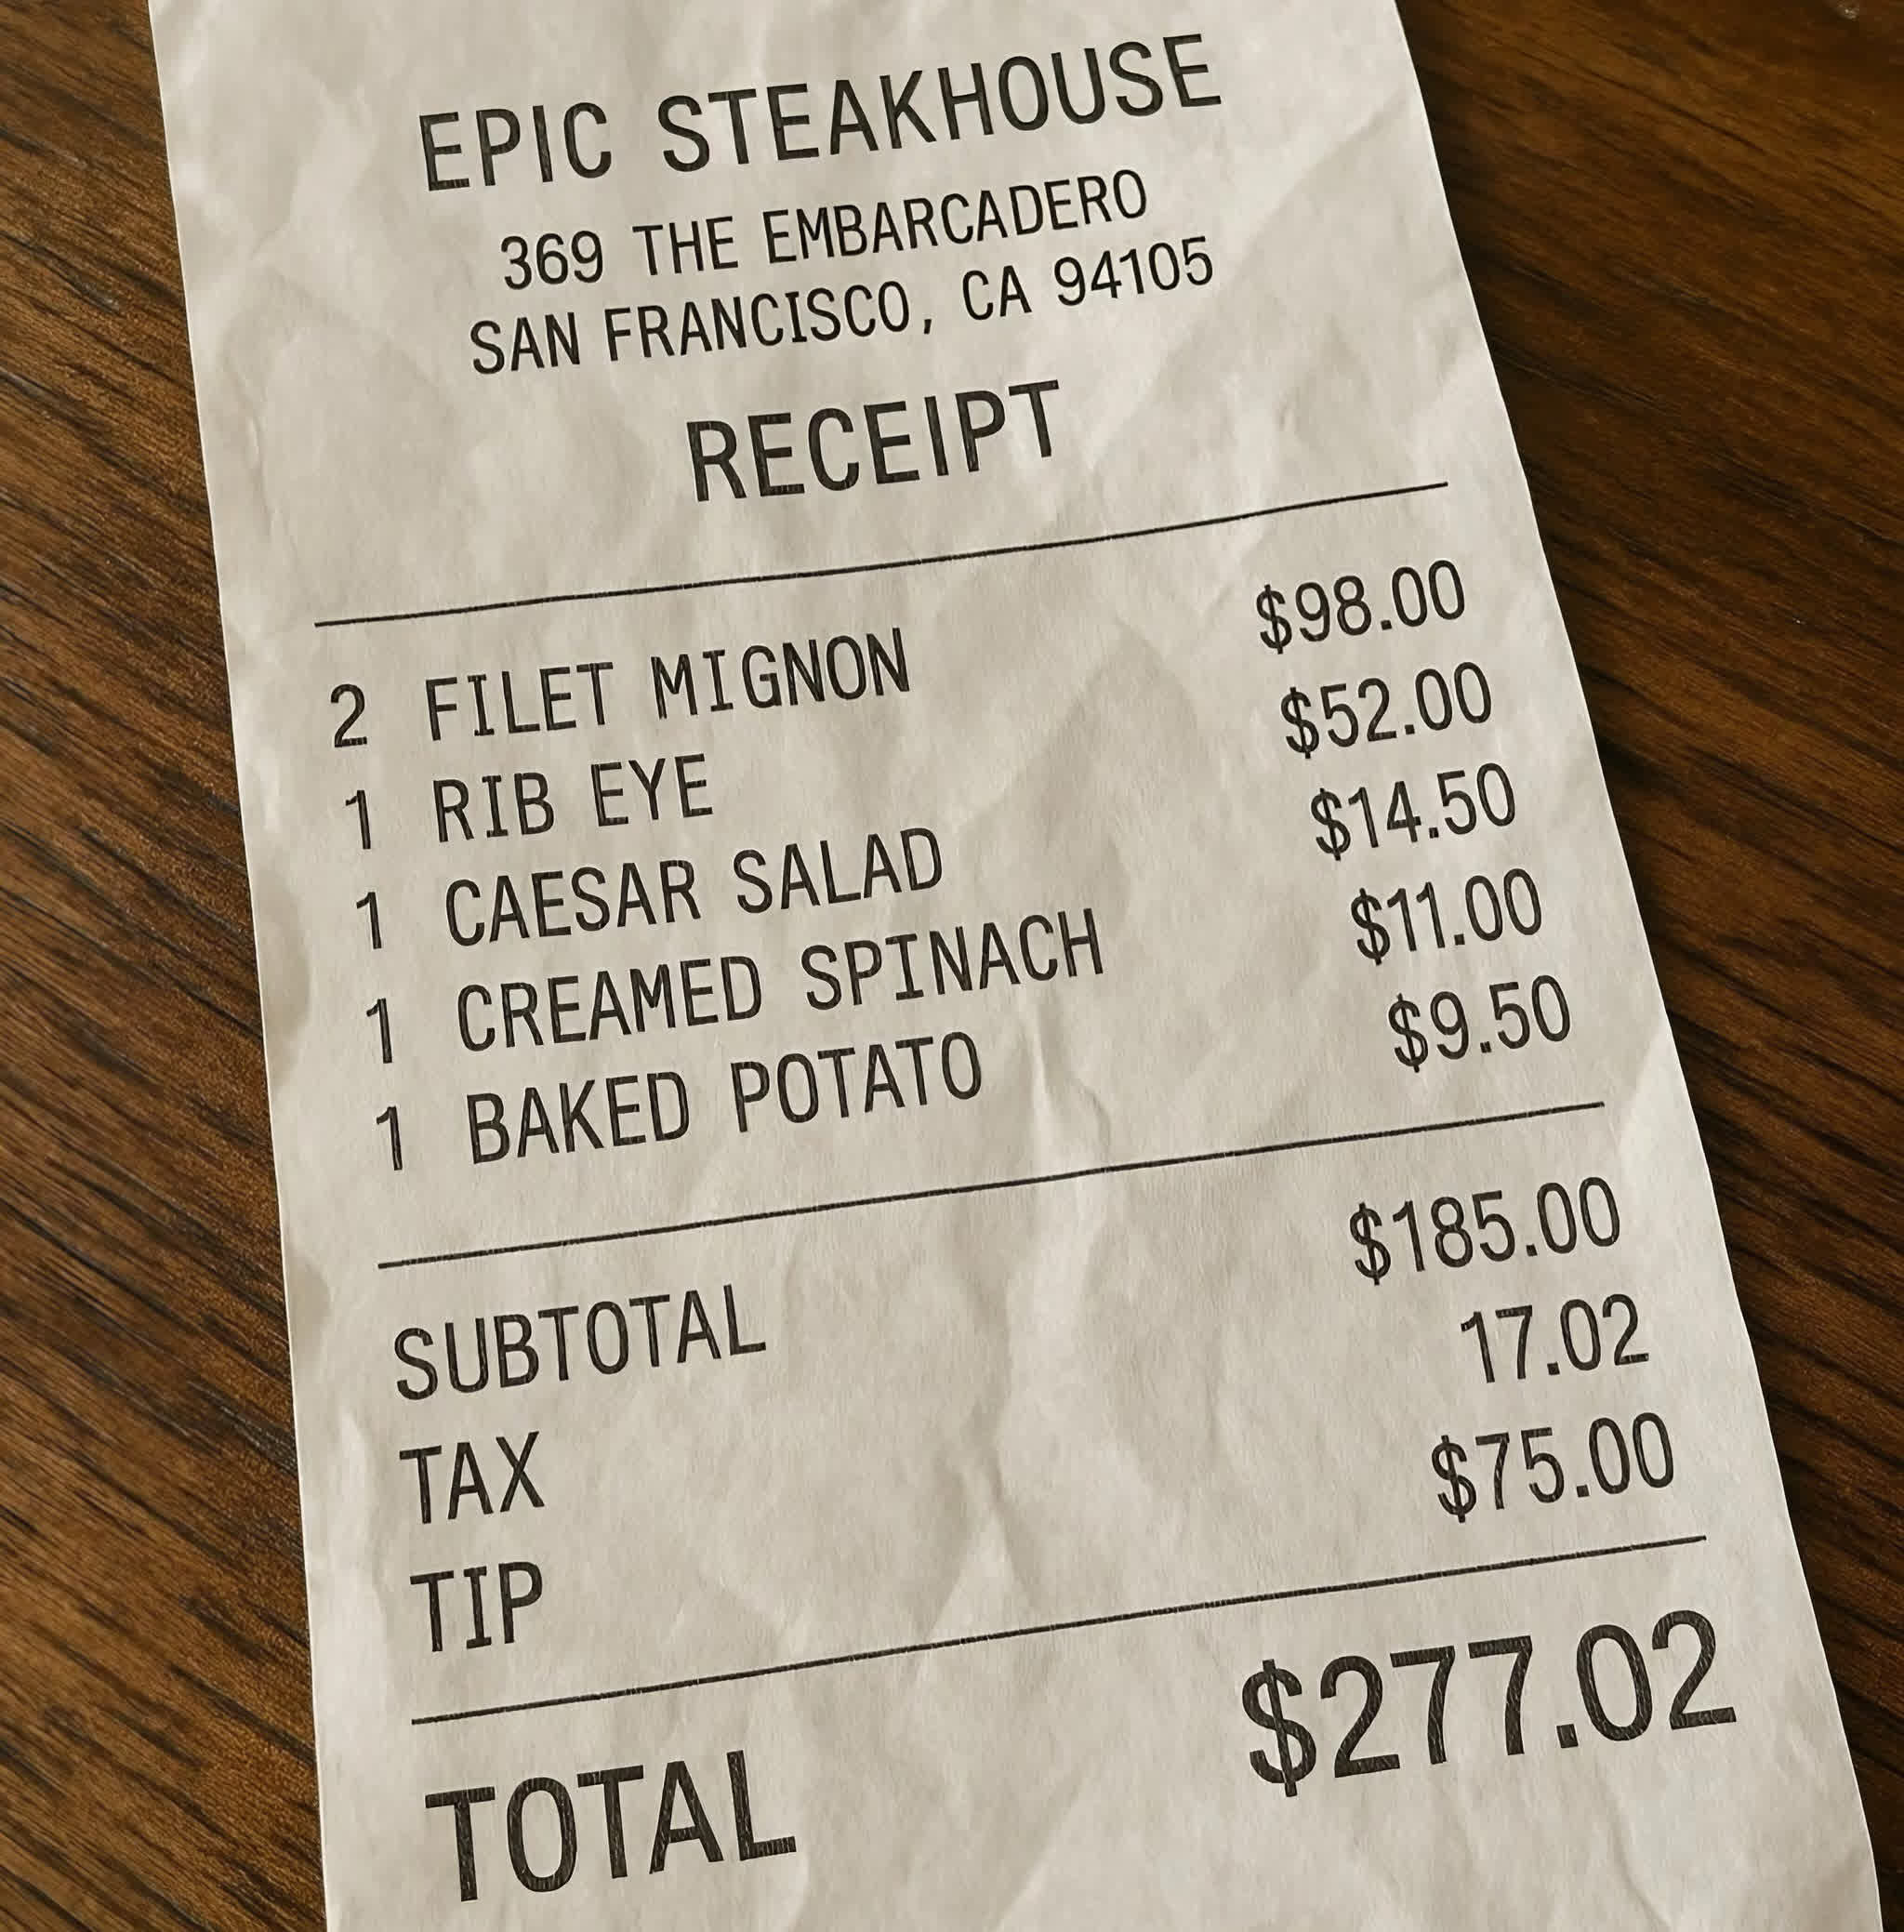 EPIC STEAKHOUSE
369 THE EMBARCADERO
SAN FRANCISCO, CA 94105
RECEIPT
2 FILET MIGNON $98.00
1 RIB EYE $52.00
1 CAESAR SALAD $14.50
1 CREAMED SPINACH $11.00
1 BAKED POTATO $9.50
SUBTOTAL $185.00
TAX 17.02
TIP $75.00
TOTAL $277.02